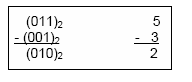 (011)₂ 5
- (001)₂ - 3
(010)₂ 2